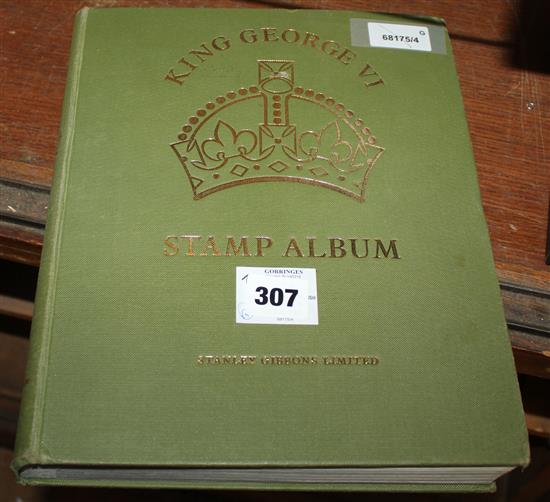 KING GEORGE VI
68175/4
G
STAMP ALBUM
GORRINGES
307
STANLEY GIBBONS LIMITED